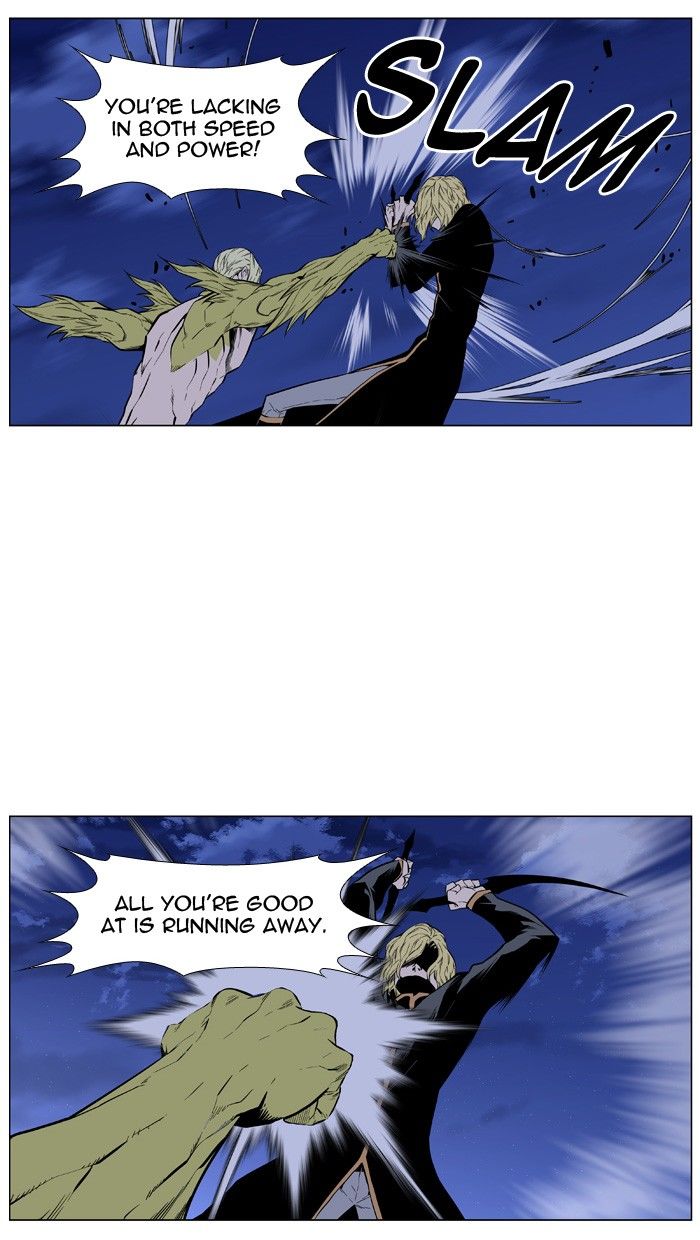 YOU'RE LACKING
IN BOTH SPEED
AND POWER!
SLAM
ALL YOU'RE GOOD
AT IS RUNNING AWAY.